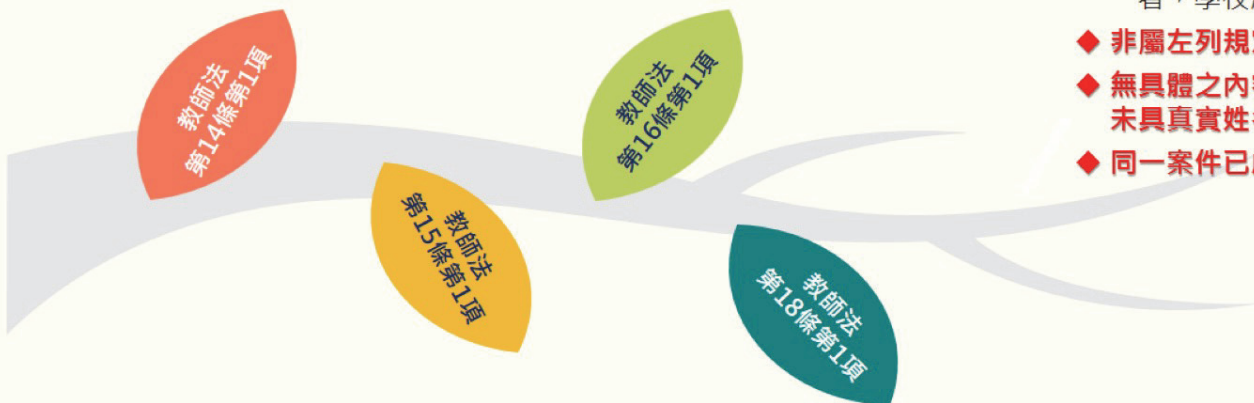 教師法
第14條第1項
教師法
第15條第1項
教師法
第16條第1項
教師法
第18條第1項
者，學校
◆ 非屬左列規
◆ 無具體之內
未具真實姓
◆ 同一案件已